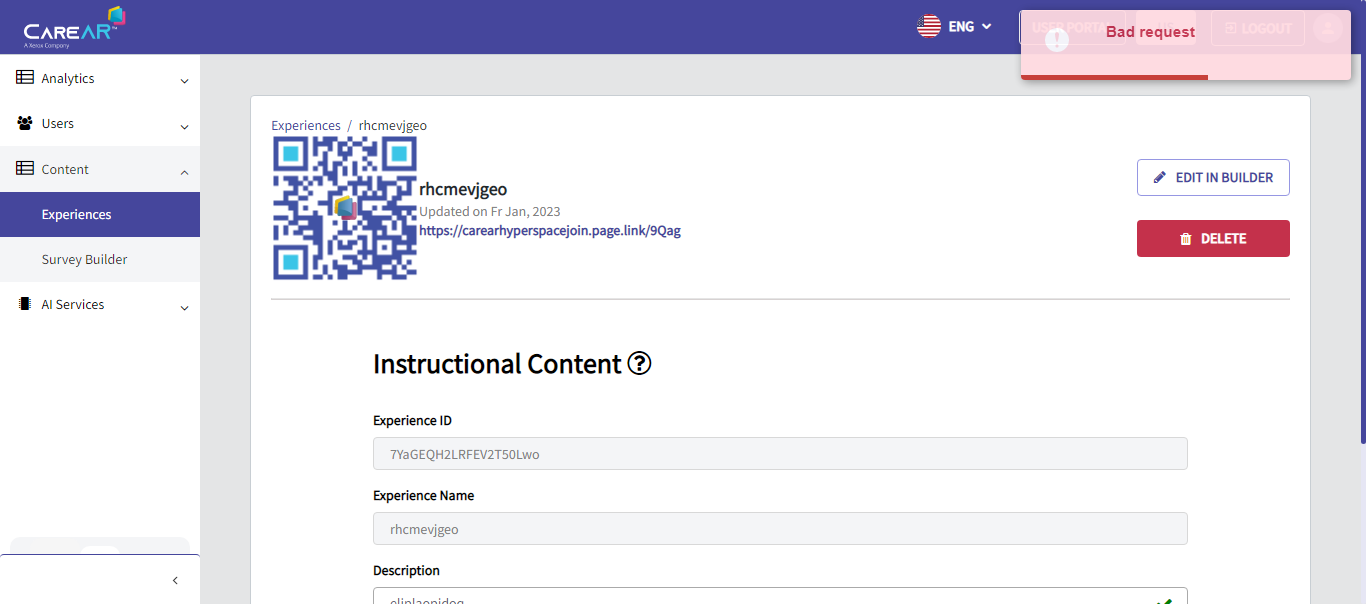 CAREAR™
A Xerox Company
ENG
USER PORTAL
LOGOUT
Bad request
Analytics
Users
Content
Experiences
Survey Builder
AI Services
Experiences / rhcmevjgeo
rhcmevjgeo
Updated on Fr Jan, 2023
https://carearhyperspacejoin.page.link/9Qag
EDIT IN BUILDER
DELETE
Instructional Content
Experience ID
7YaGEQH2LRFEV2T50Lwo
Experience Name
rhcmevjgeo
Description